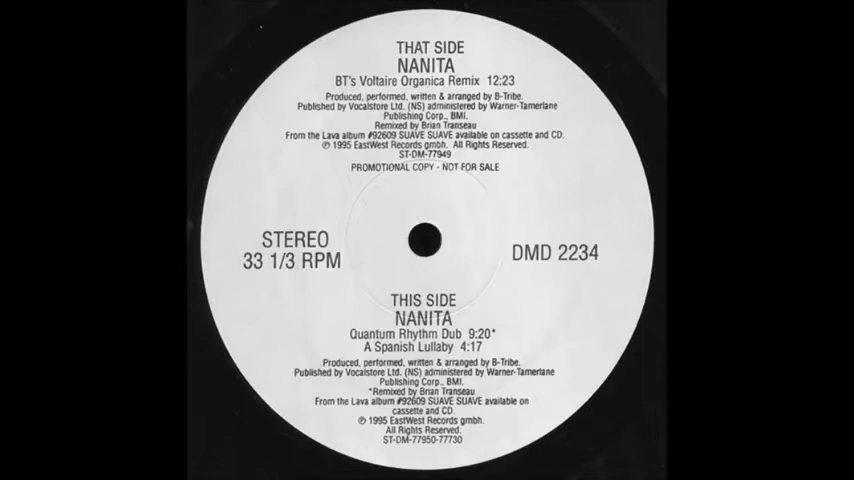 THAT SIDE
NANITA
BT's Voltaire Organica Remix 12:23
Produced, performed, written & arranged by B-Tribe.
Published by Vocalstore Ltd. (NS) administered by Warner-Tamerlane
Publishing Corp., BMI.
Remixed by Brian Transeau
From the Lava album #92609 SUAVE SUAVE available on cassette and CD.
℗ 1995 EastWest Records gmbh. All Rights Reserved.
ST-DM-77949
PROMOTIONAL COPY - NOT FOR SALE
STEREO
33 1/3 RPM
DMD 2234
THIS SIDE
NANITA
Quantum Rhythm Dub 9:20*
A Spanish Lullaby 4:17
Produced, performed, written & arranged by B-Tribe.
Published by Vocalstore Ltd. (NS) administered by Warner-Tamerlane
Publishing Corp., BMI.
*Remixed by Brian Transeau
From the Lava album #92609 SUAVE SUAVE available on
cassette and CD.
℗ 1995 EastWest Records gmbh.
All Rights Reserved.
ST-DM-77950-77730